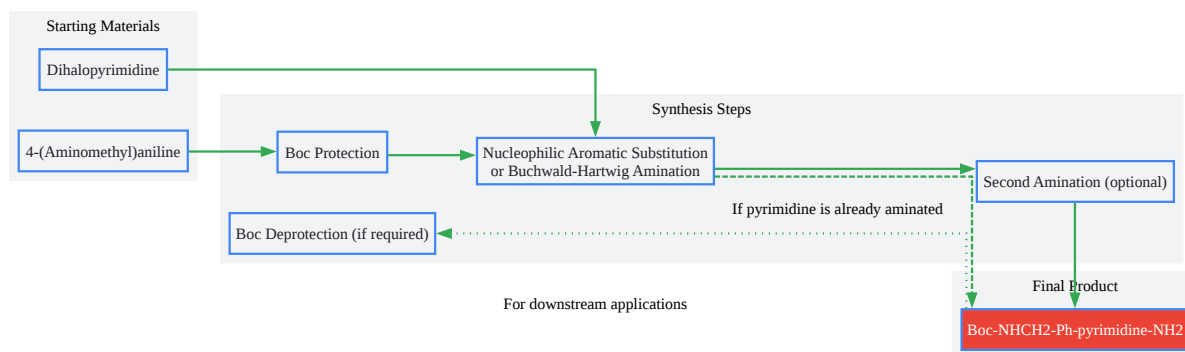 Starting Materials
Dihalopyrimidine
4-(Aminomethyl)aniline
Synthesis Steps
Boc Protection
Nucleophilic Aromatic Substitution
or Buchwald-Hartwig Amination
Second Amination (optional)
If pyrimidine is already aminated
Boc Deprotection (if required)
For downstream applications
Final Product
Boc-NHCH2-Ph-pyrimidine-NH2